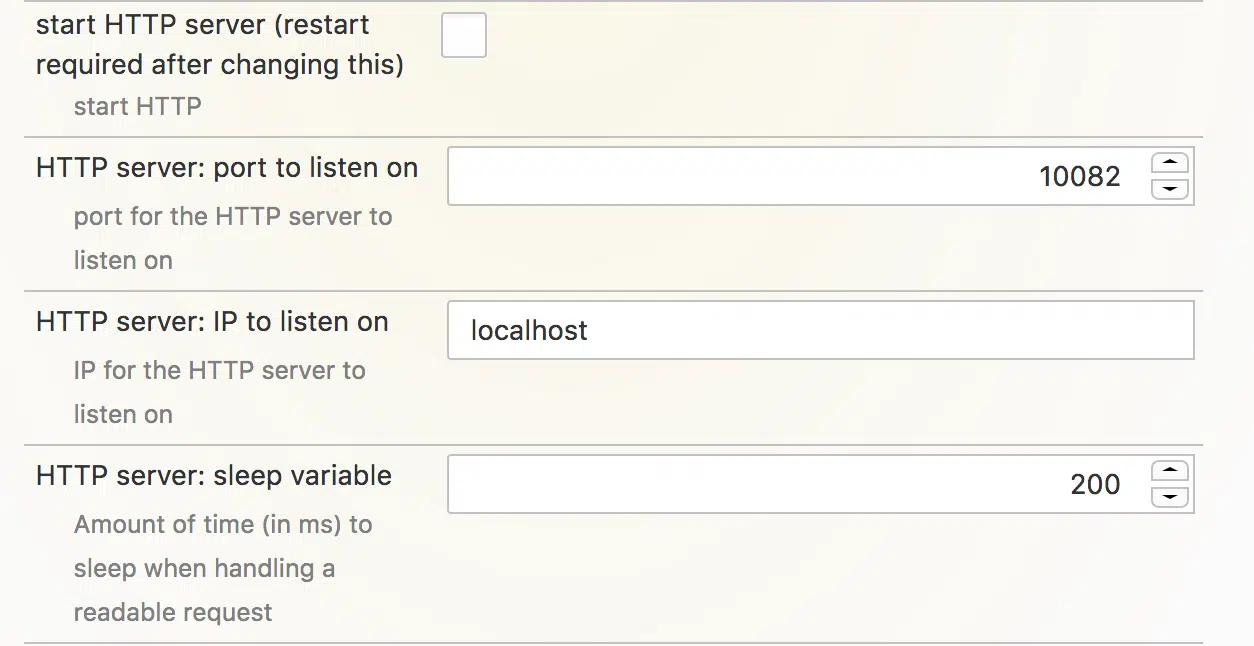 start HTTP server (restart
required after changing this)
start HTTP
HTTP server: port to listen on
10082
port for the HTTP server to
listen on
HTTP server: IP to listen on
localhost
IP for the HTTP server to
listen on
HTTP server: sleep variable
200
Amount of time (in ms) to
sleep when handling a
readable request